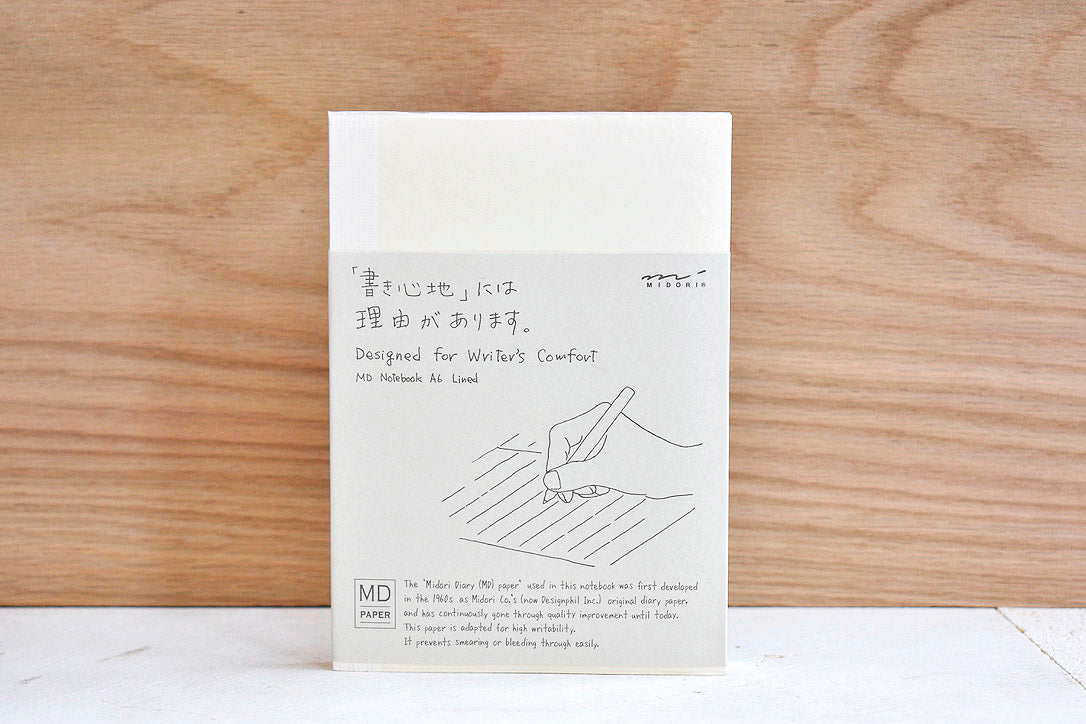 「書き心地」には
理由があります。
MIDORI®
Designed for Writer's Comfort
MD Notebook A6 Lined
MD
PAPER
The "Midori Diary (MD) paper" used in this notebook was first developed
in the 1960s as Midori Co.'s (now Designphil Inc.) original diary paper,
and has continuously gone through quality improvement until today.
This paper is adapted for high writability.
It prevents smearing or bleeding through easily.